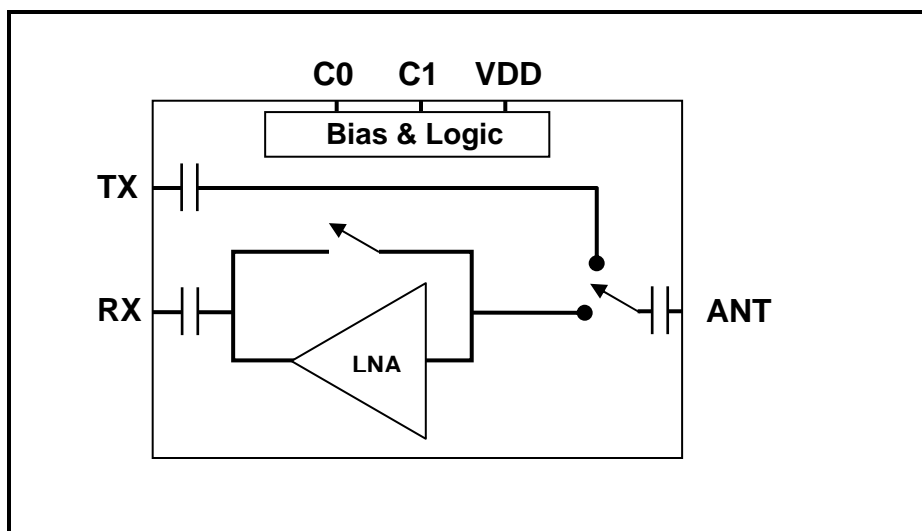 C0 C1 VDD
Bias & Logic
TX
RX
ANT
LNA